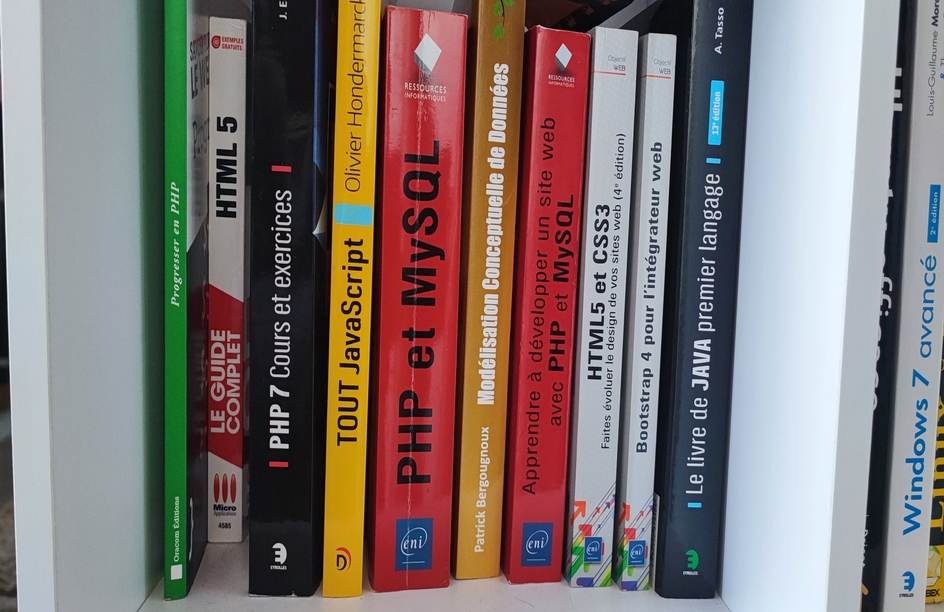 Progresser en PHP
Oracom Éditions
EXEMPLES
GRATUITS
HTML 5
LE GUIDE
COMPLET
Micro
Application
4585
J. E
PHP 7 Cours et exercices
EYROLLES
Olivier Hondermarck
TOUT JavaScript
RESSOURCES
INFORMATIQUES
PHP et MySQL
eni
Modélisation Conceptuelle de Données
Patrick Bergougnoux
RESSOURCES
INFORMATIQUES
Apprendre à développer un site web
avec PHP et MySQL
eni
Objectif
WEB
HTML5 et CSS3
Faites évoluer le design de vos sites web (4e édition)
eni
Objectif
WEB
Bootstrap 4 pour l'intégrateur web
eni
A. Tasso
13e édition
Le livre de JAVA premier langage
EYROLLES
Louis-Guillaume
2e édition
Windows 7 avancé